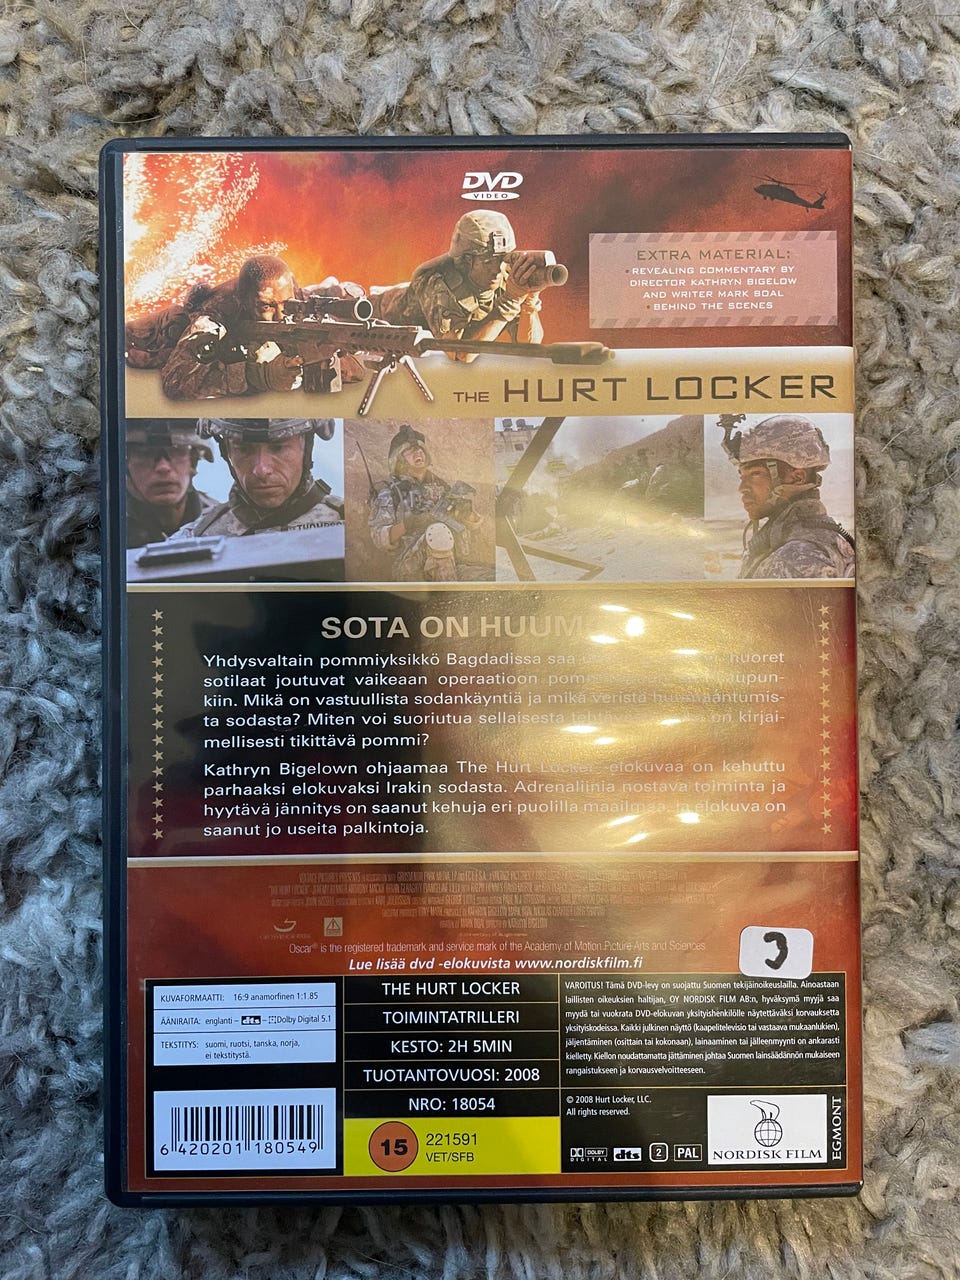 DVD
VIDEO
EXTRA MATERIAL:
• REVEALING COMMENTARY BY
DIRECTOR KATHRYN BIGELOW
AND WRITER MARK BOAL
• BEHIND THE SCENES
THE HURT LOCKER
THOMPSON
SOTA ON HUUM
Yhdysvaltain pommiyksikkö Bagdadissa saa huoret
sotilaat joutuvat vaikeaan operaatioon
kiin. Mikä on vastuullista sodankäyntiä ja mikä veristä huumaantumis-
ta sodasta? Miten voi suoriutua sellaisesta on kirjai-
mellisesti tikittävä pommi?
Kathryn Bigelown ohjaamaa The Hurt Locker -elokuvaa on kehuttu
parhaaksi elokuvaksi Irakin sodasta. Adrenaliinia nostava toiminta ja
hyytävä jännitys on saanut kehuja eri puolilla maailmaa, ja elokuva on
saanut jo useita palkintoja.
Oscar® is the registered trademark and service mark of the Academy of Motion Picture Arts and Sciences
Lue lisää dvd -elokuvista www.nordiskfilm.fi
KUVAFORMAATTI: 16:9 anamorfinen 1:1.85
ÄÄNIRAITA: englanti – dts – Dolby Digital 5.1
TEKSTITYS: suomi, ruotsi, tanska, norja,
ei tekstitystä.
6 420201 180549
THE HURT LOCKER
TOIMINTATRILLERI
KESTO: 2H 5MIN
TUOTANTOVUOSI: 2008
NRO: 18054
15 221591
VET/SFB
VAROITUS! Tämä DVD-levy on suojattu Suomen tekijäinoikeuslailla. Ainoastaan
laillisten oikeuksien haltijan, OY NORDISK FILM AB:n, hyväksymä myyjä saa
myydä tai vuokrata DVD-elokuvan yksityishenkilölle näytettäväksi korvauksetta
yksityiskodeissa. Kaikki julkinen näyttö (kaapelitelevisio tai vastaava mukaanlukien),
jäljentäminen (osittain tai kokonaan), lainaaminen tai jälleenmyynti on ankarasti
kielletty. Kiellon noudattamatta jättäminen johtaa Suomen lainsäädännön mukaiseen
rangaistukseen ja korvausvelvoitteeseen.
© 2008 Hurt Locker, LLC.
All rights reserved.
DOLBY DIGITAL dts 2 PAL
NORDISK FILM
EGMONT